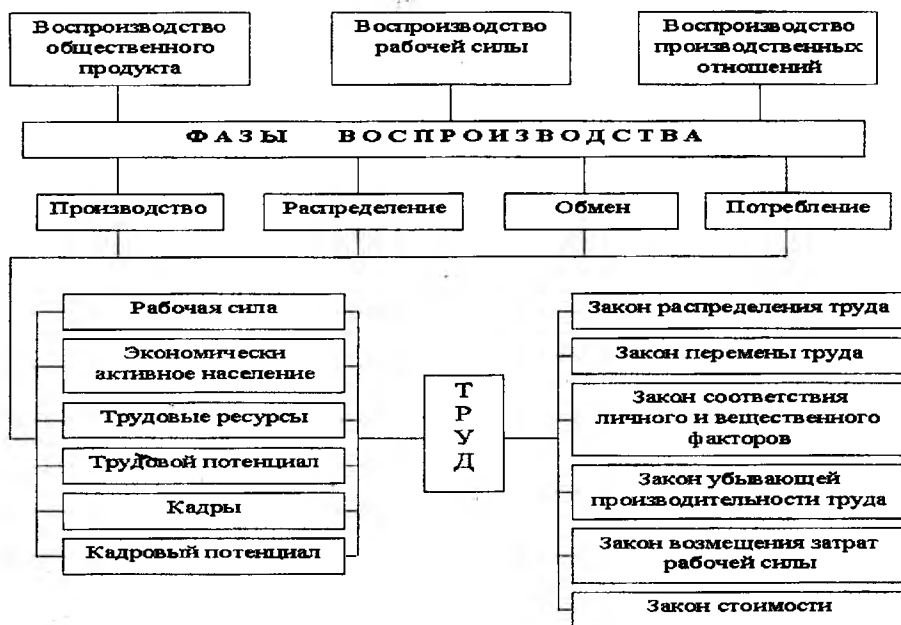 Воспроизводство
общественного
продукта
Воспроизводство
рабочей силы
Воспроизводство
производственных
отношений
ФАЗЫ ВОСПРОИЗВОДСТВА
Производство
Распределение
Обмен
Потребление
Рабочая сила
Экономически
активное население
Трудовые ресурсы
Трудовой потенциал
Кадры
Кадровый потенциал
Т
Р
У
Д
Закон распределения труда
Закон перемены труда
Закон соответствия
личного и вещественного
факторов
Закон убывающей
производительности труда
Закон возмещения затрат
рабочей силы
Закон стоимости